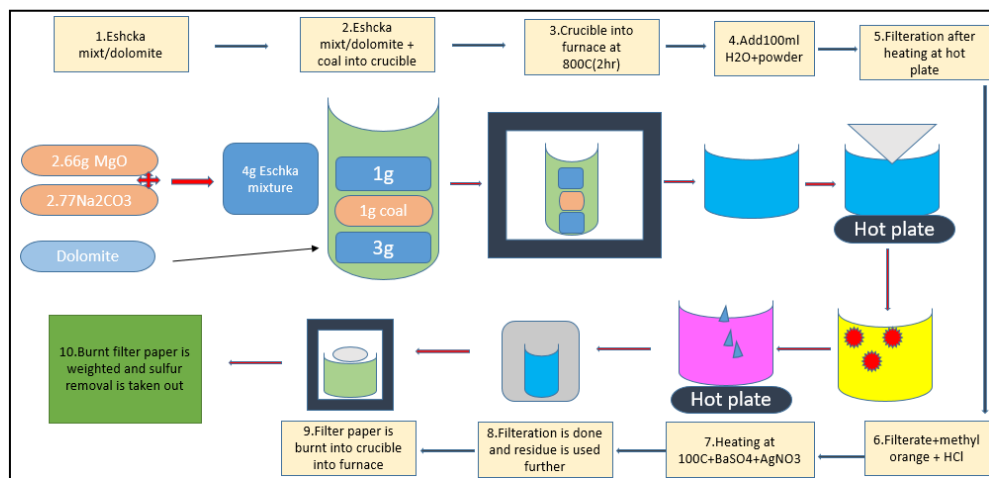 1.Eshcka
mixt/dolomite
2.Eshcka
mixt/dolomite +
coal into crucible
3.Crucible into
furnace at
800C(2hr)
4.Add100ml
H2O+powder
5.Filteration after
heating at hot
plate
2.66g MgO
2.77Na2CO3
Dolomite
4g Eschka
mixture
1g
1g coal
3g
Hot plate
10.Burnt filter paper is
weighted and sulfur
removal is taken out
Hot plate
9.Filter paper is
burnt into crucible
into furnace
8.Filteration is done
and residue is used
further
7.Heating at
100C+BaSO4+AgNO3
6.Filterate+methyl
orange + HCl